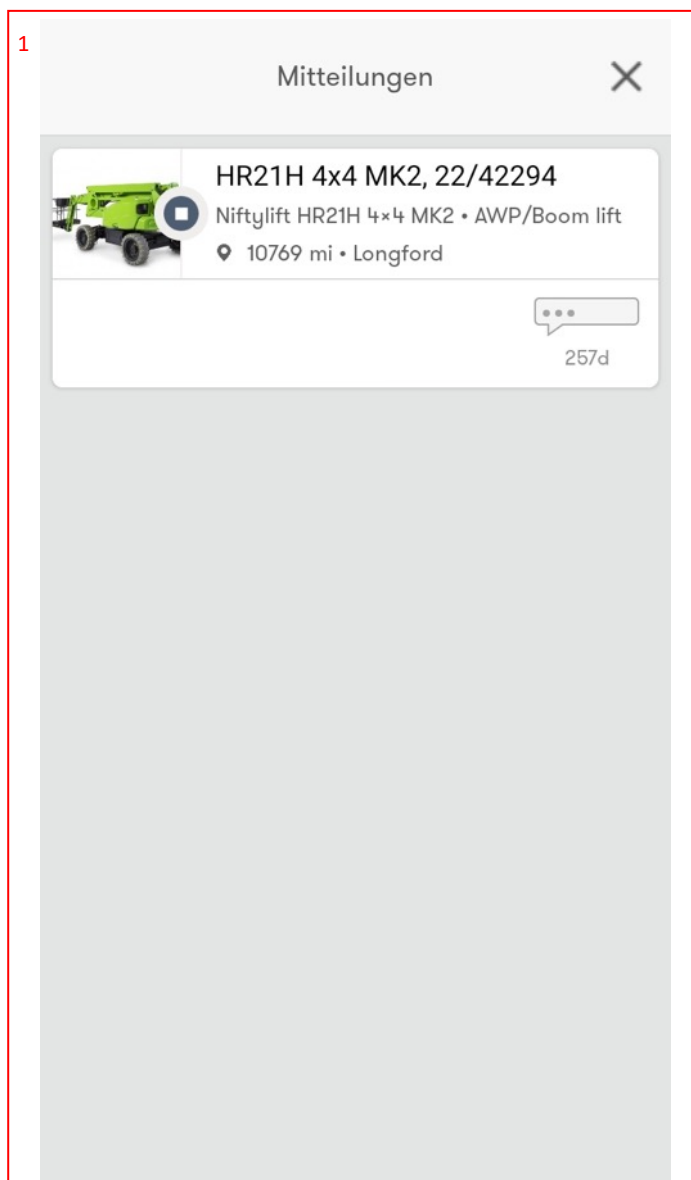 1
Mitteilungen
HR21H 4x4 MK2, 22/42294
Niftylift HR21H 4×4 MK2 • AWP/Boom lift
10769 mi • Longford
257d